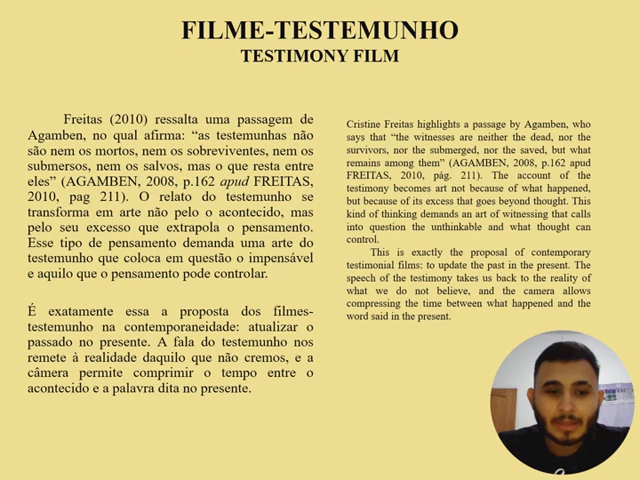 FILME-TESTEMUNHO
TESTIMONY FILM
Freitas (2010) ressalta uma passagem de
Agamben, no qual afirma: “as testemunhas não
são nem os mortos, nem os sobreviventes, nem os
submersos, nem os salvos, mas o que resta entre
eles” (AGAMBEN, 2008, p.162 apud FREITAS,
2010, pag 211). O relato do testemunho se
transforma em arte não pelo o acontecido, mas
pelo seu excesso que extrapola o pensamento.
Esse tipo de pensamento demanda uma arte do
testemunho que coloca em questão o impensável
e aquilo que o pensamento pode controlar.
É exatamente essa a proposta dos filmes-
testemunho na contemporaneidade: atualizar o
passado no presente. A fala do testemunho nos
remete à realidade daquilo que não cremos, e a
câmera permite comprimir o tempo entre o
acontecido e a palavra dita no presente.
Cristine Freitas highlights a passage by Agamben, who
says that “the witnesses are neither the dead, nor the
survivors, nor the submerged, nor the saved, but what
remains among them” (AGAMBEN, 2008, p.162 apud
FREITAS, 2010, pág. 211). The account of the
testimony becomes art not because of what happened,
but because of its excess that goes beyond thought. This
kind of thinking demands an art of witnessing that calls
into question the unthinkable and what thought can
control.
This is exactly the proposal of contemporary
testimonial films: to update the past in the present. The
speech of the testimony takes us back to the reality of
what we do not believe, and the camera allows
compressing the time between what happened and the
word said in the present.